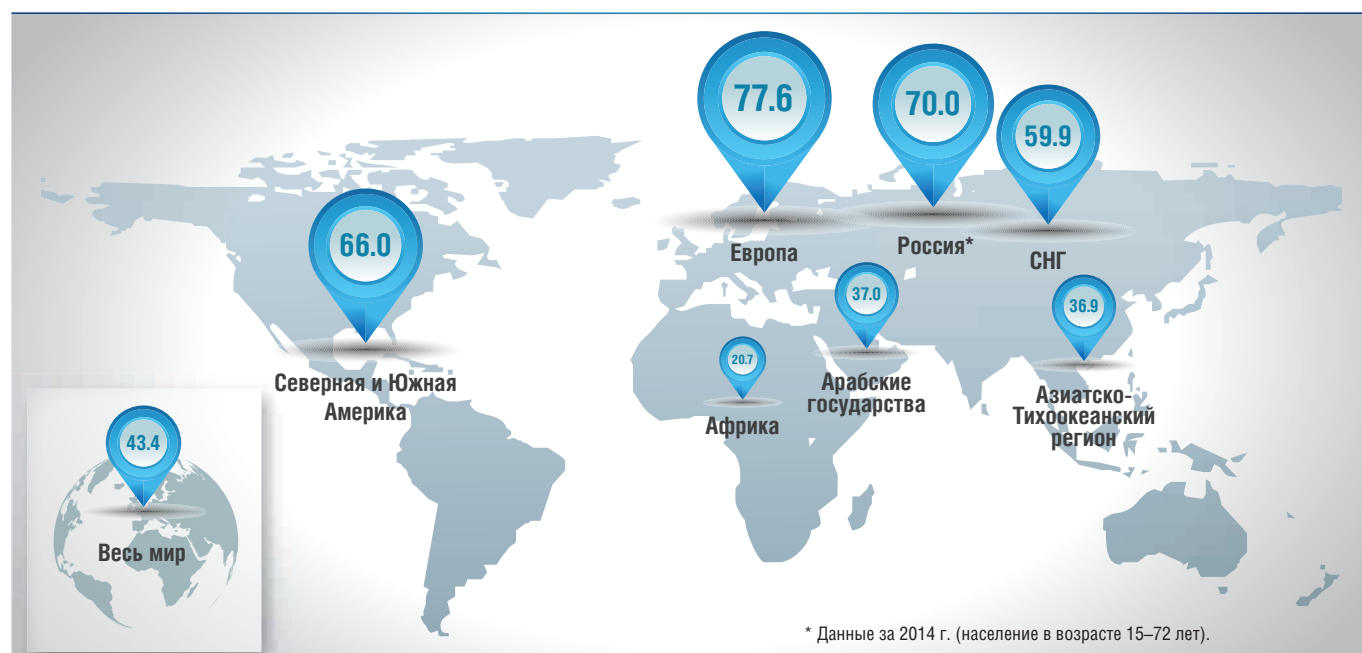 77.6
Европа
70.0
Россия*
59.9
СНГ
66.0
Северная и Южная
Америка
20.7
Африка
37.0
Арабские
государства
36.9
Азиатско-
Тихоокеанский
регион
43.4
Весь мир
* Данные за 2014 г. (население в возрасте 15–72 лет).